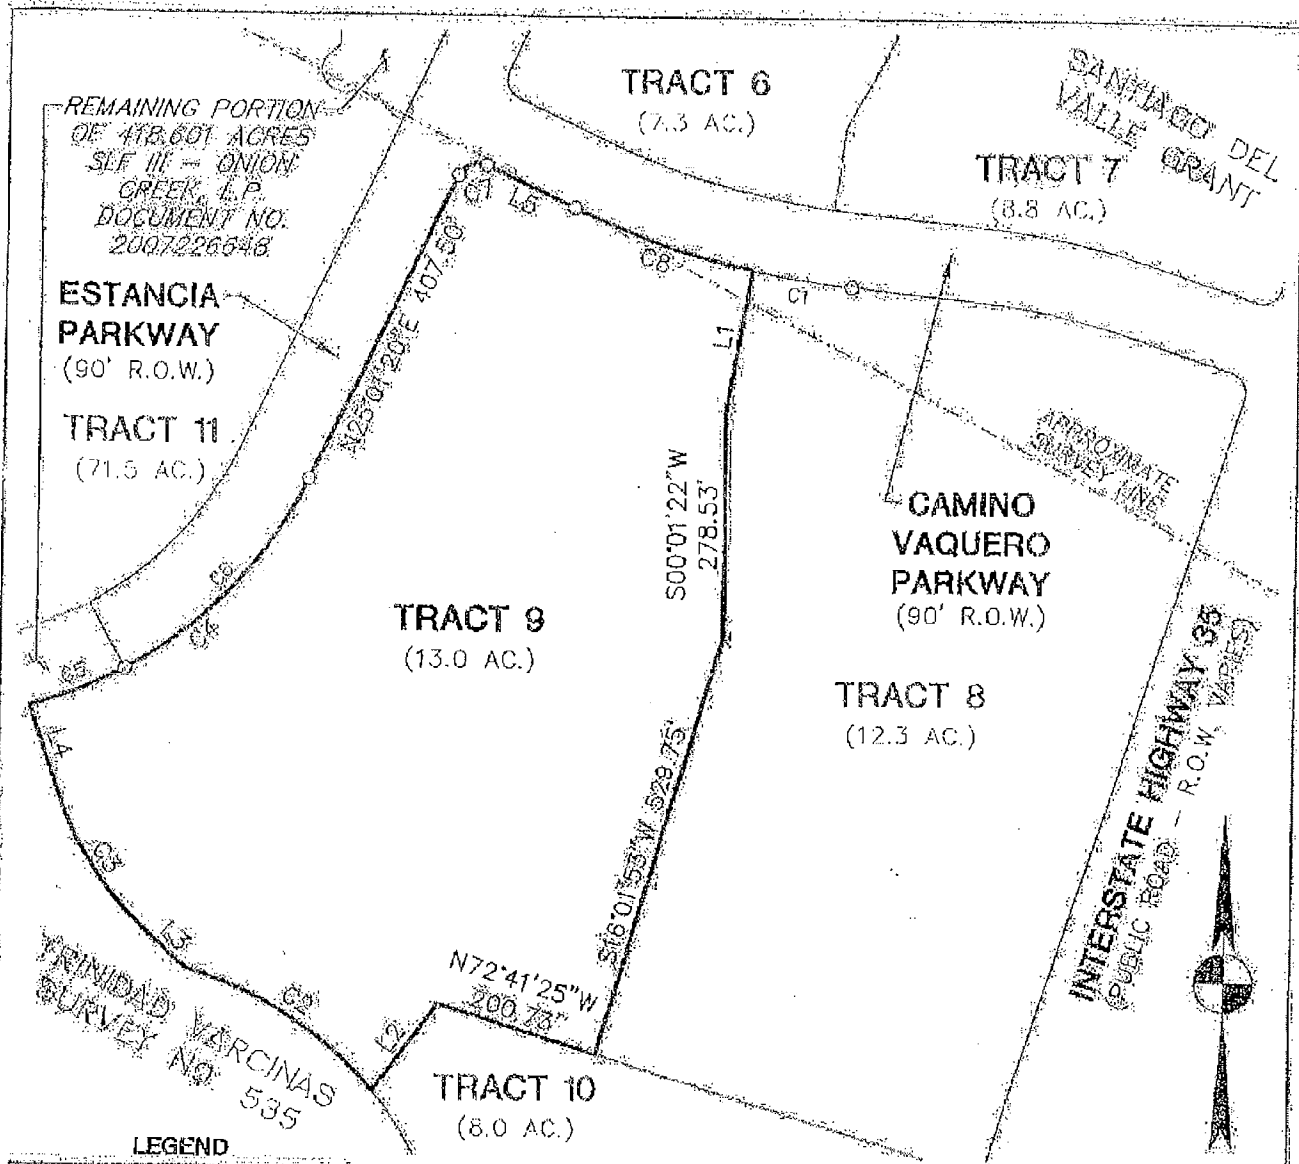 TRACT 6
(7.3 AC.)
SANTIAGO DEL
VALLE GRANT
TRACT 7
(8.8 AC.)
REMAINING PORTION
OF 418.601 ACRES
SLF III - ONION
CREEK, L.P.
DOCUMENT NO.
2007226648
C7
L5
C8
C1
L1
ESTANCIA
PARKWAY
(90' R.O.W.)
N25°01'20"E 407.50'
TRACT 11
(71.5 AC.)
APPROXIMATE
SURVEY LINE
S00°01'22"W
278.53'
CAMINO
VAQUERO
PARKWAY
(90' R.O.W.)
C6
C4
C5
TRACT 9
(13.0 AC.)
TRACT 8
(12.3 AC.)
INTERSTATE HIGHWAY 35
(PUBLIC ROAD - R.O.W. VARIES)
L4
C3
L3
C2
L2
S16°01'53"W 529.75'
N72°41'25"W
200.73'
TRINIDAD VARCINAS
SURVEY NO. 535
TRACT 10
(8.0 AC.)
LEGEND